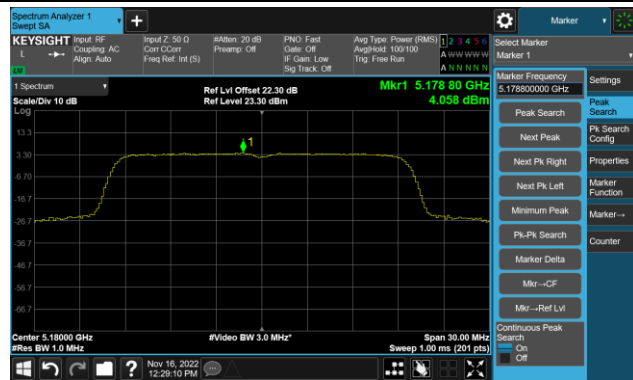 Spectrum Analyzer 1
Swept SA
Marker
KEYSIGHT
L
Input: RF
Coupling: AC
Align: Auto
Input Z: 50 Ω
Corr CCorr
Freq Ref: Int (S)
#Atten: 20 dB
Preamp: Off
PNO: Fast
Gate: Off
IF Gain: Low
Sig Track: Off
Avg Type: Power (RMS)
Avg|Hold: 100/100
Trig: Free Run
1 2 3 4 5 6
A W W W W W
A N N N N N
Select Marker
Marker 1
1 Spectrum
Scale/Div 10 dB
Ref Lvl Offset 22.30 dB
Ref Level 23.30 dBm
Mkr1 5.178 80 GHz
4.058 dBm
Log
13.3
3.30
-6.70
-16.7
-26.7
-36.7
-46.7
-56.7
-66.7
1
Center 5.18000 GHz
#Res BW 1.0 MHz
#Video BW 3.0 MHz*
Span 30.00 MHz
Sweep 1.00 ms (201 pts)
Marker Frequency
5.178800000 GHz
Peak Search
Next Peak
Next Pk Right
Next Pk Left
Minimum Peak
Pk-Pk Search
Marker Delta
Mkr→CF
Mkr→Ref Lvl
Continuous Peak
Search
On
Off
Settings
Peak
Search
Pk Search
Config
Properties
Marker
Function
Marker→
Counter
Nov 16, 2022
12:29:10 PM